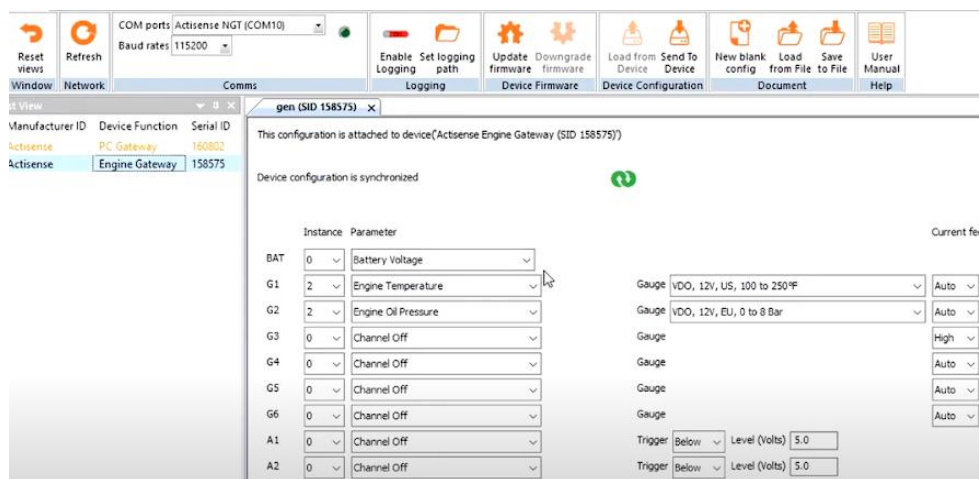 COM ports Actisense NGT (COM10)
Baud rates 115200
Reset views
Refresh
Enable Logging
Set logging path
Update firmware
Downgrade firmware
Load from Device
Send To Device
New blank config
Load from File
Save to File
User Manual
Window Network Comms Logging Device Firmware Device Configuration Document Help
st View
gen (SID 158575) x
Manufacturer ID Device Function Serial ID
Actisense PC Gateway 160802
Actisense Engine Gateway 158575
This configuration is attached to device('Actisense Engine Gateway (SID 158575)')
Device configuration is synchronized
Instance Parameter Current fe
BAT 0 Battery Voltage
G1 2 Engine Temperature Gauge VDO, 12V, US, 100 to 250ºF Auto
G2 2 Engine Oil Pressure Gauge VDO, 12V, EU, 0 to 8 Bar Auto
G3 0 Channel Off Gauge High
G4 0 Channel Off Gauge Auto
G5 0 Channel Off Gauge Auto
G6 0 Channel Off Gauge Auto
A1 0 Channel Off Trigger Below Level (Volts) 5.0
A2 0 Channel Off Trigger Below Level (Volts) 5.0